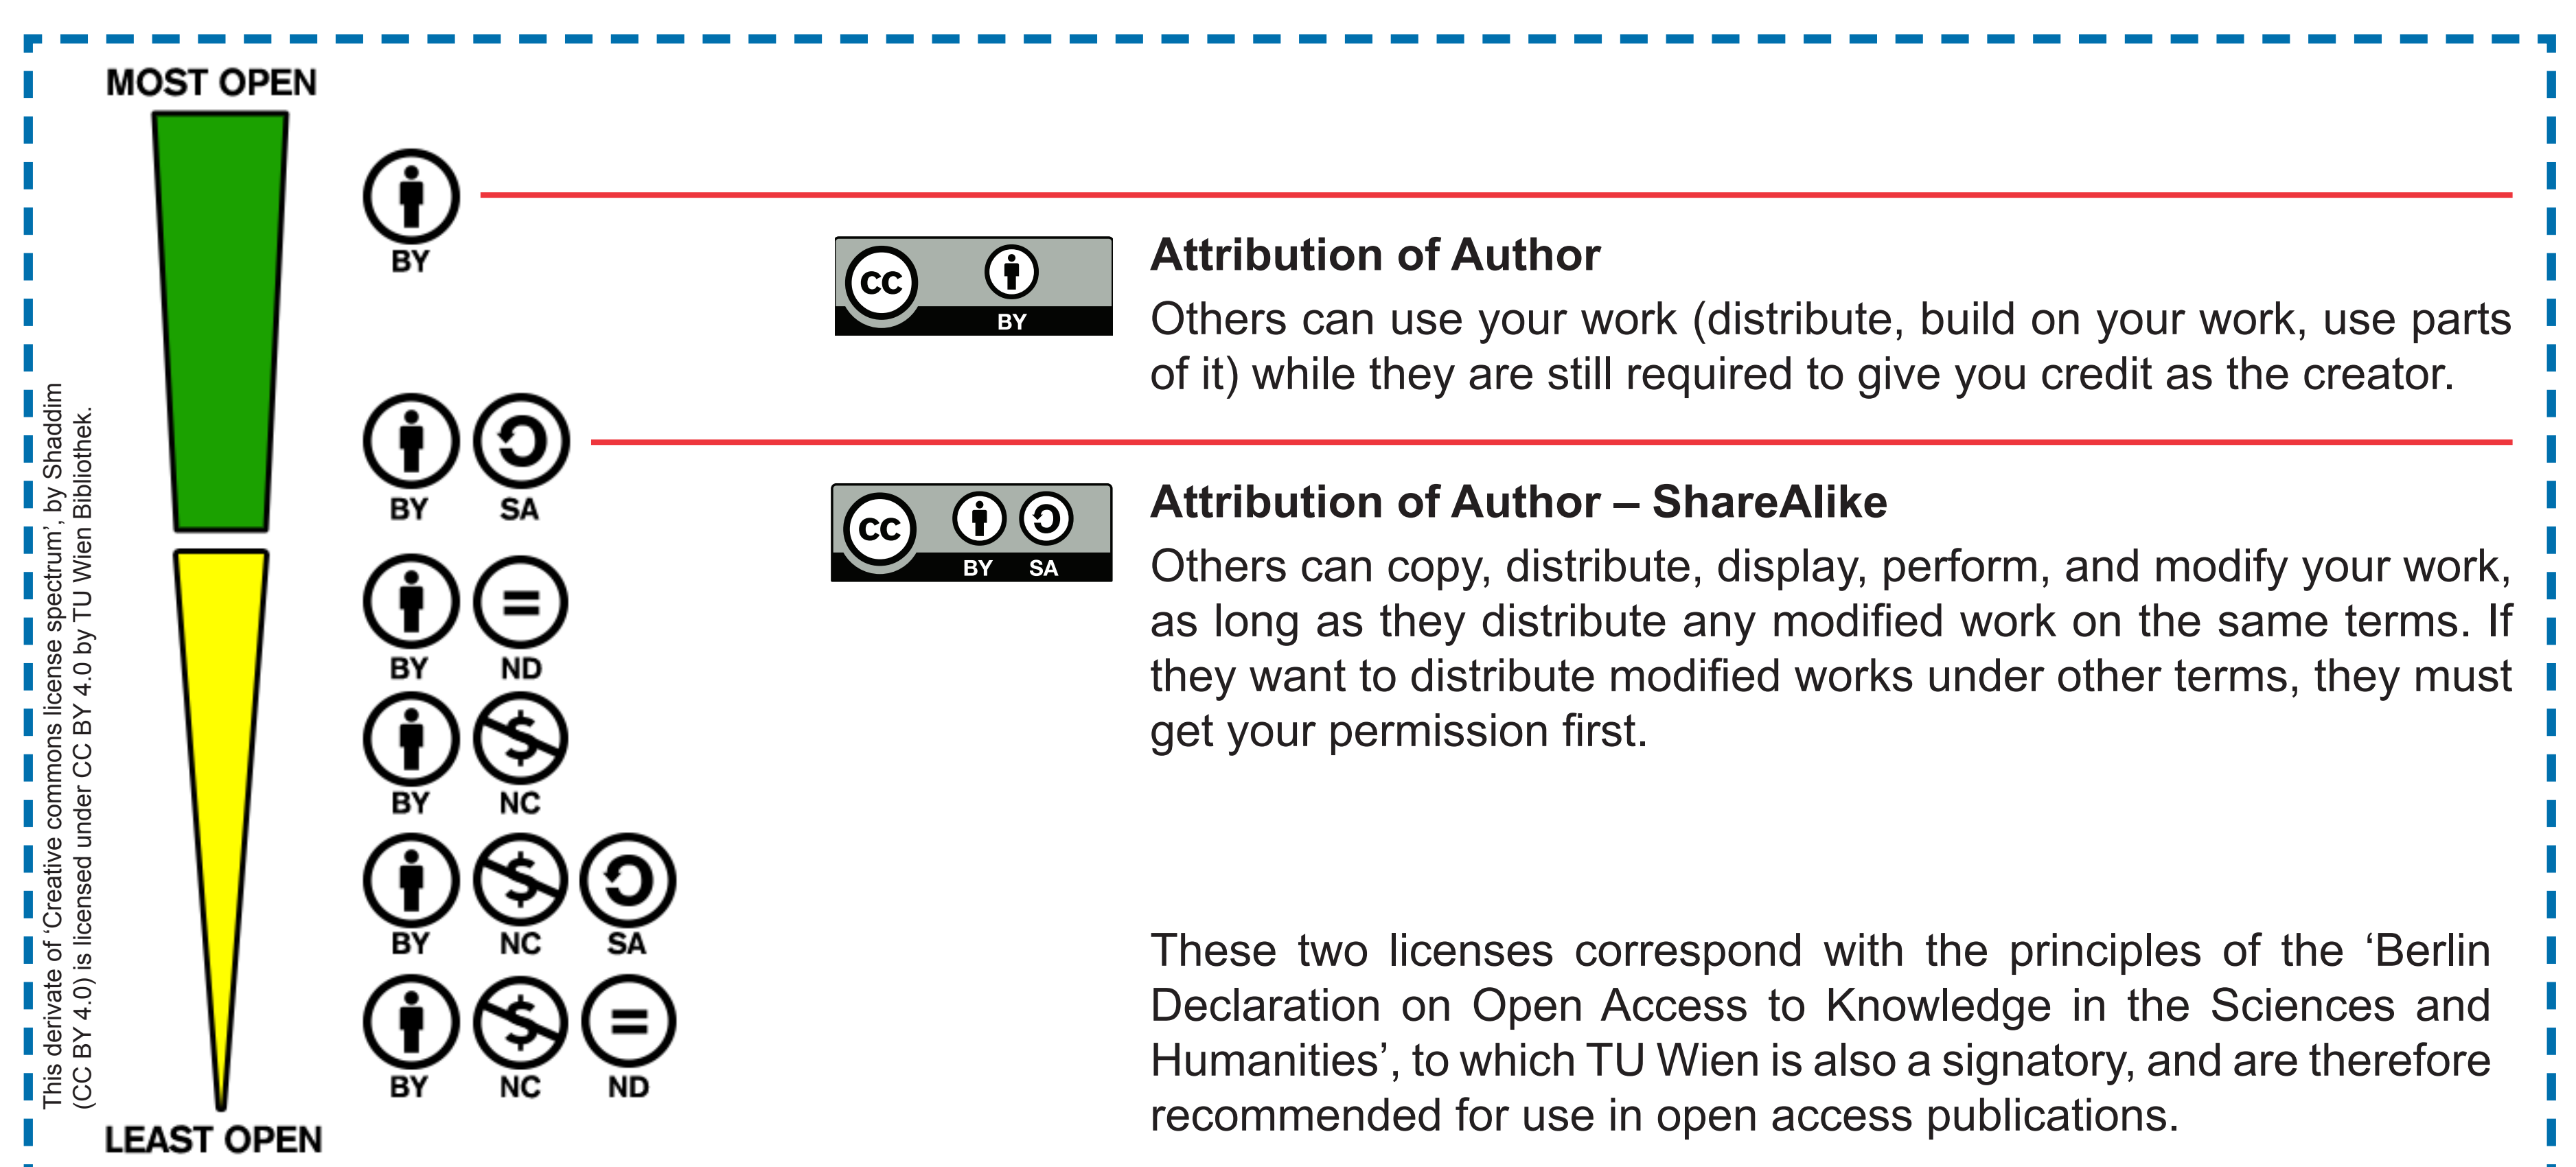 MOST OPEN
BY
cc
BY
Attribution of Author
Others can use your work (distribute, build on your work, use parts
of it) while they are still required to give you credit as the creator.
BY SA
cc
BY SA
Attribution of Author – ShareAlike
Others can copy, distribute, display, perform, and modify your work,
as long as they distribute any modified work on the same terms. If
they want to distribute modified works under other terms, they must
get your permission first.
BY ND
BY NC
BY NC SA
BY NC ND
These two licenses correspond with the principles of the ‘Berlin
Declaration on Open Access to Knowledge in the Sciences and
Humanities’, to which TU Wien is also a signatory, and are therefore
recommended for use in open access publications.
LEAST OPEN
This derivate of ‘Creative commons license spectrum’, by Shaddim
(CC BY 4.0) is licensed under CC BY 4.0 by TU Wien Bibliothek.